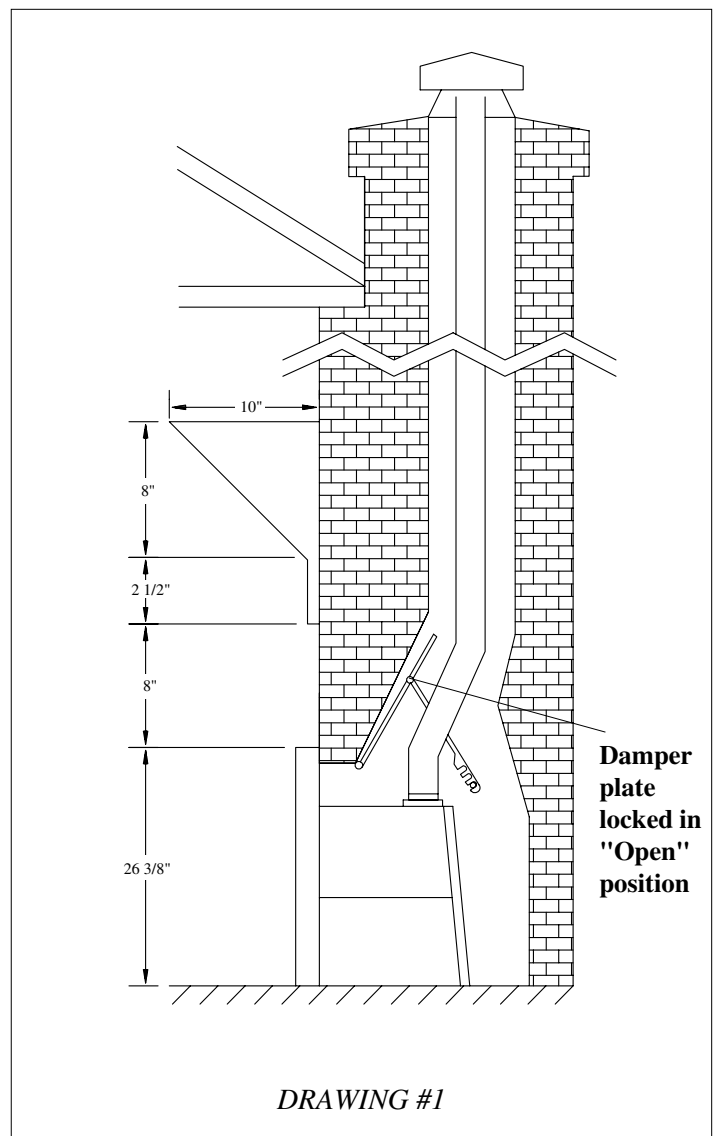 10"
8"
2 1/2"
8"
Damper
plate
locked in
"Open"
position
26 3/8"
DRAWING #1